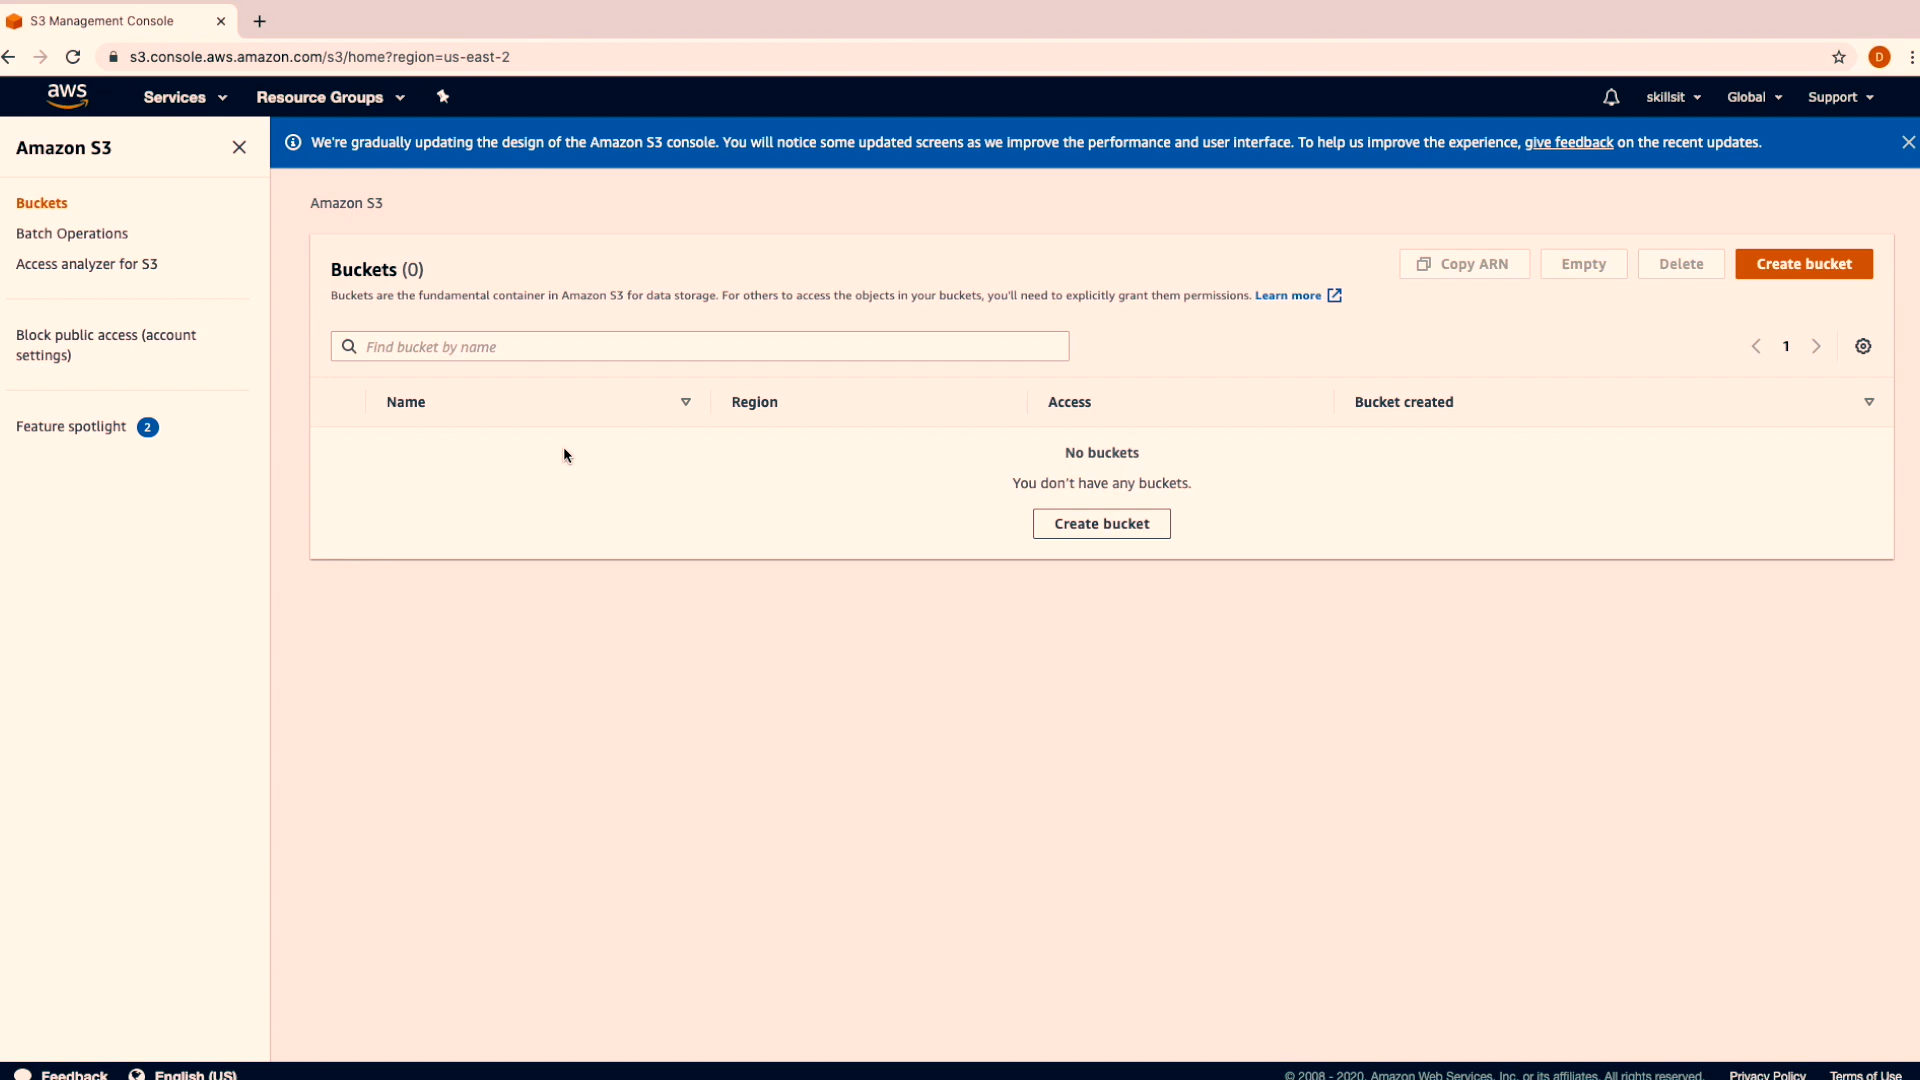 S3 Management Console
s3.console.aws.amazon.com/s3/home?region=us-east-2
D
aws
Services
Resource Groups
skillsit
Global
Support
Amazon S3
We're gradually updating the design of the Amazon S3 console. You will notice some updated screens as we improve the performance and user interface. To help us improve the experience, give feedback on the recent updates.
Buckets
Batch Operations
Access analyzer for S3
Block public access (account
settings)
Feature spotlight 2
Amazon S3
Buckets (0)
Copy ARN
Empty
Delete
Create bucket
Buckets are the fundamental container in Amazon S3 for data storage. For others to access the objects in your buckets, you'll need to explicitly grant them permissions. Learn more
Find bucket by name
1
Name
Region
Access
Bucket created
No buckets
You don't have any buckets.
Create bucket
Feedback
English (US)
© 2008 - 2020, Amazon Web Services, Inc. or its affiliates. All rights reserved.
Privacy Policy
Terms of Use